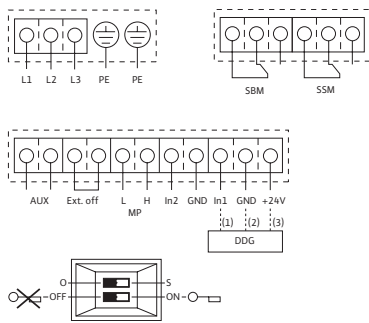 L1 L2 L3 PE PE
SBM SSM
AUX Ext. off L H In2 GND In1 GND +24V
MP
(1) (2) (3)
DDG
O S
OFF ON